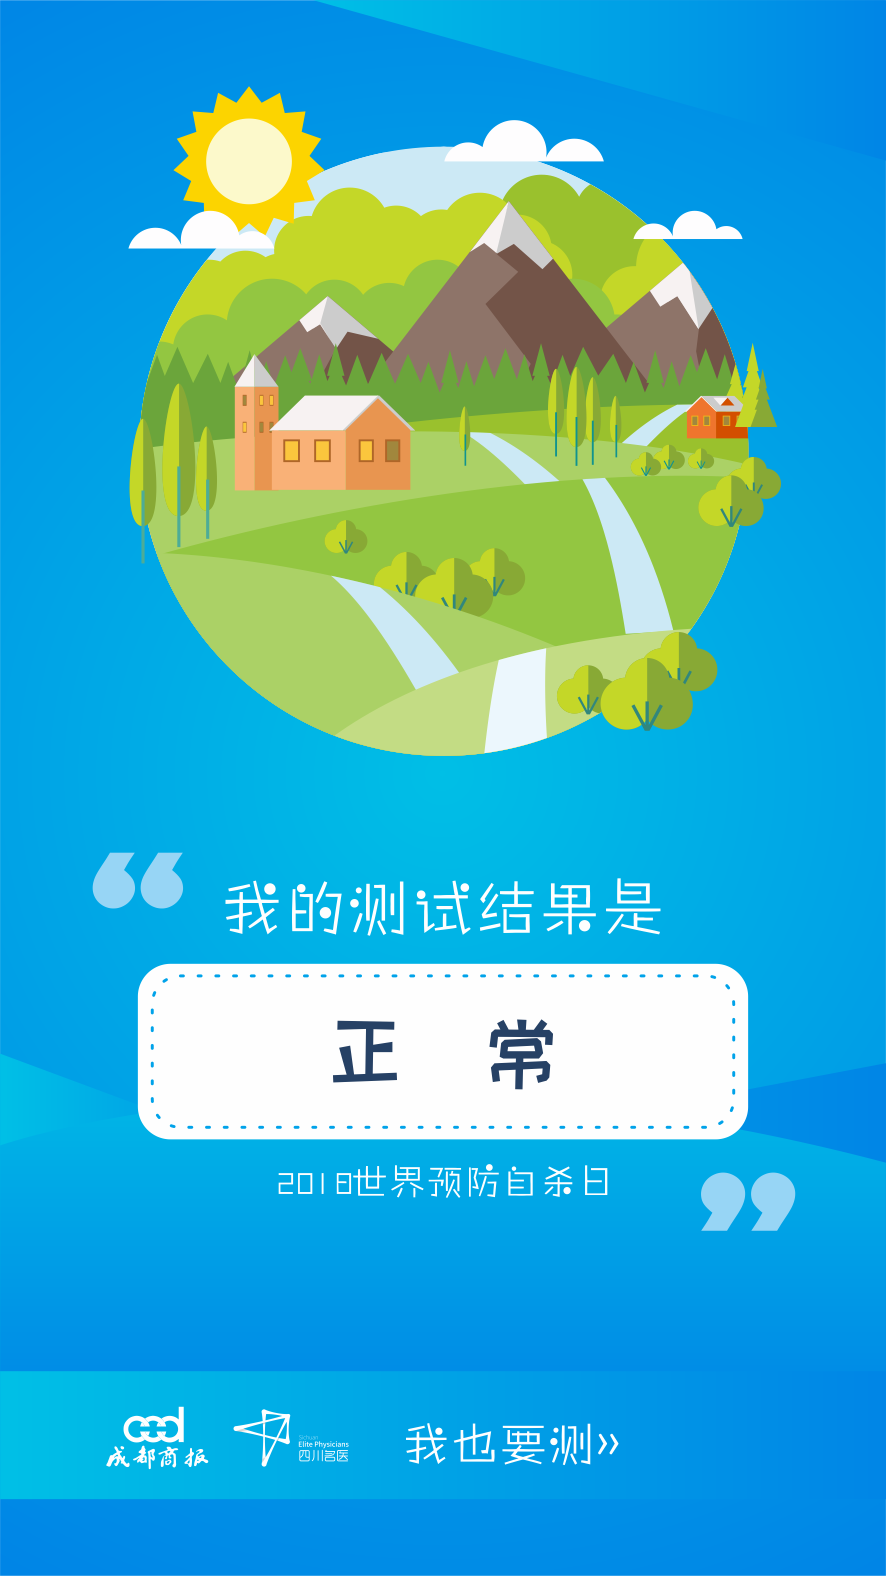 “
我的测试结果是
正 常
2018世界预防自杀日
”
成都商报
Sichuan
Elite Physicians
四川名医
我也要测»